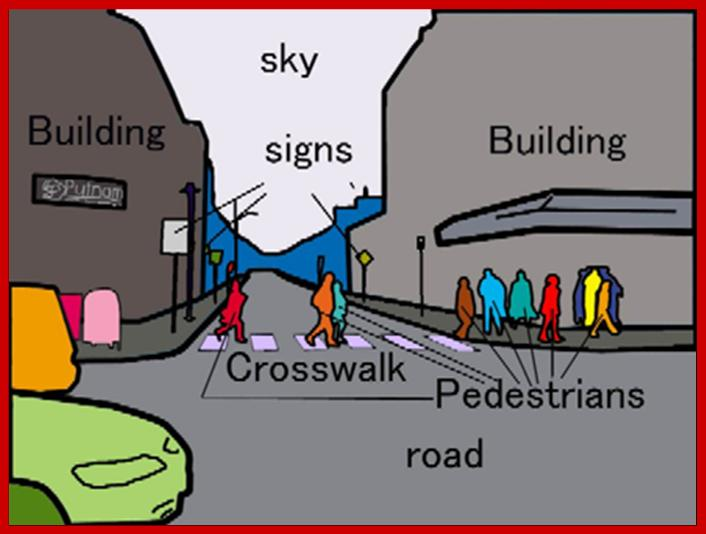 sky
Building
signs
Building
Putnam
Crosswalk
Pedestrians
road